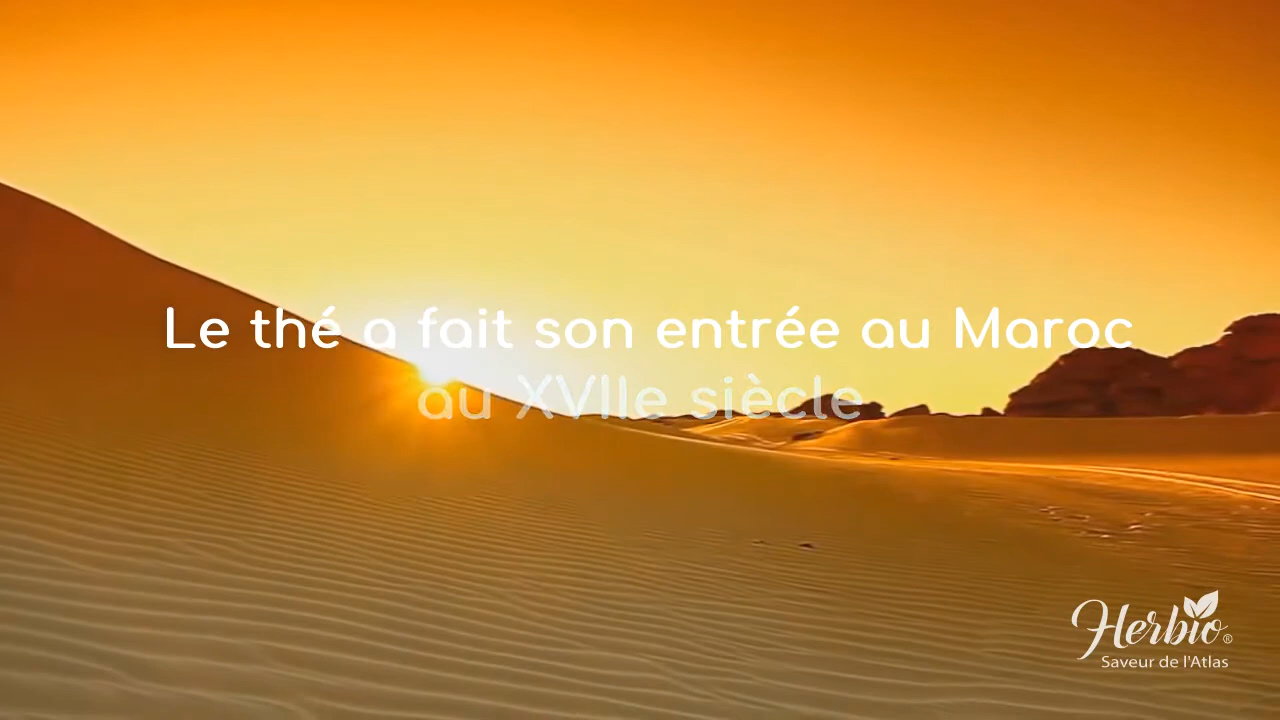 Le thé a fait son entrée au Maroc
au XVIIe siècle
Herbio®
Saveur de l'Atlas